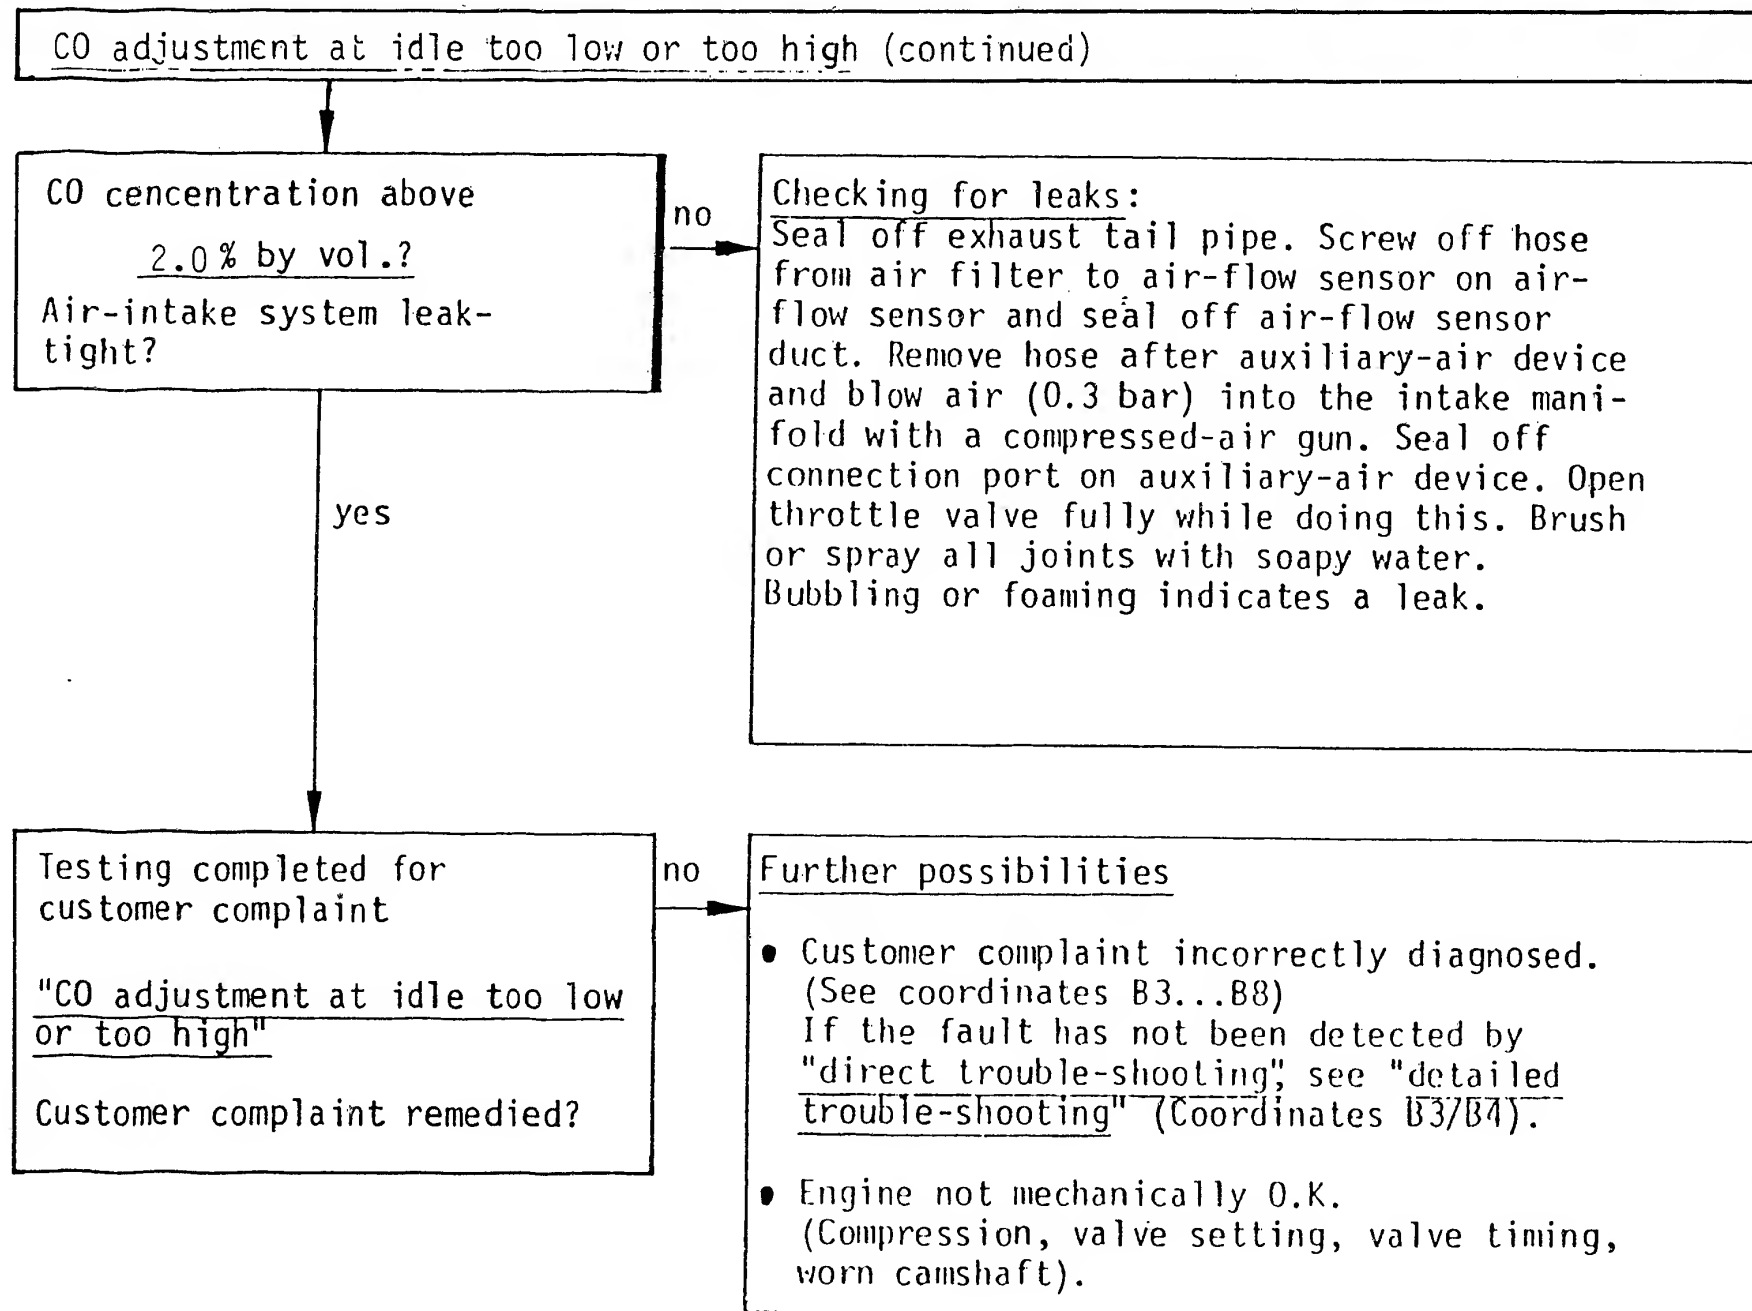 CO adjustment at idle too low or too high (continued)
CO cencentration above
2.0% by vol.?
Air-intake system leak-
tight?
no
Checking for leaks:
Seal off exhaust tail pipe. Screw off hose
from air filter to air-flow sensor on air-
flow sensor and seal off air-flow sensor
duct. Remove hose after auxiliary-air device
and blow air (0.3 bar) into the intake mani-
fold with a compressed-air gun. Seal off
connection port on auxiliary-air device. Open
throttle valve fully while doing this. Brush
or spray all joints with soapy water.
Bubbling or foaming indicates a leak.
yes
Testing completed for
customer complaint
"CO adjustment at idle too low
or too high"
Customer complaint remedied?
no
Further possibilities
• Customer complaint incorrectly diagnosed.
(See coordinates B3...B8)
If the fault has not been detected by
"direct trouble-shooting", see "detailed
trouble-shooting" (Coordinates B3/B4).
• Engine not mechanically O.K.
(Compression, valve setting, valve timing,
worn camshaft).